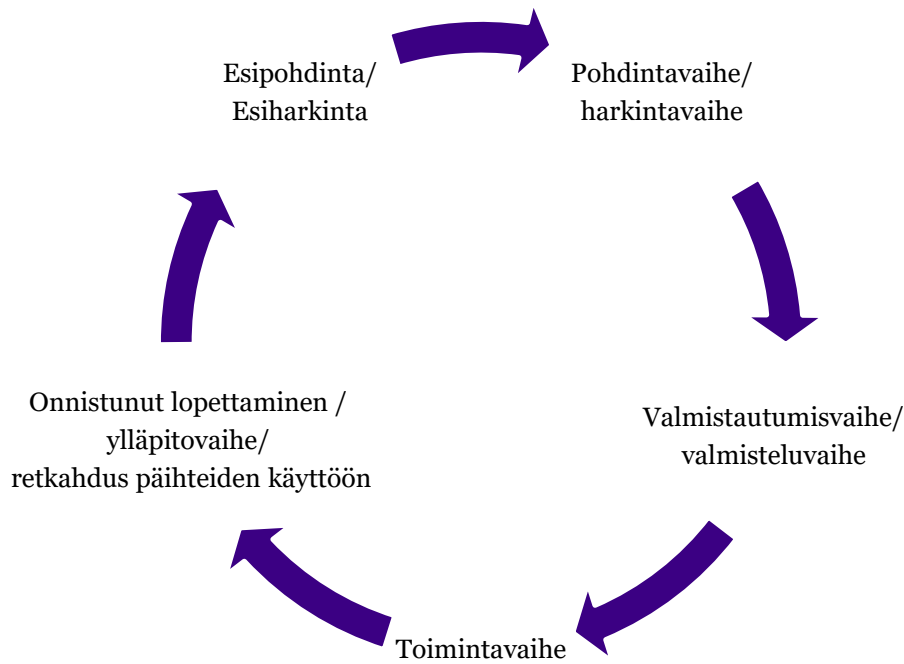 Esipohdinta/
Esiharkinta
Pohdintavaihe/
harkintavaihe
Valmistautumisvaihe/
valmisteluvaihe
Toimintavaihe
Onnistunut lopettaminen /
ylläpitovaihe/
retkahdus päihteiden käyttöön